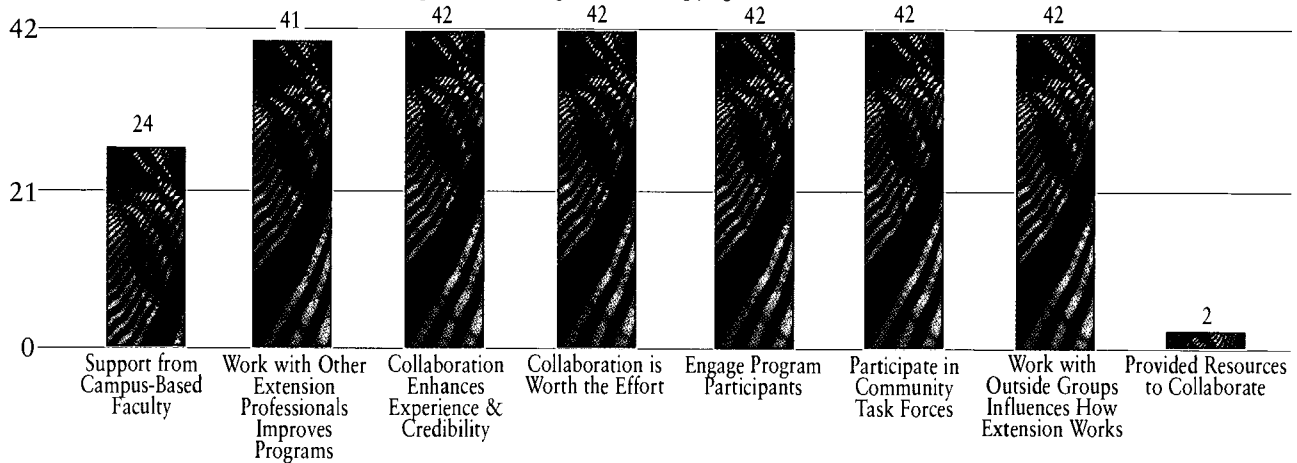 41
42
42
42
42
42
42
24
21
2
0
Support from
Campus-Based
Faculty
Work with Other
Extension
Professionals
Improves
Programs
Collaboration
Enhances
Experience &
Credibility
Collaboration is
Worth the Effort
Engage Program
Participants
Participate in
Community
Task Forces
Work with
Outside Groups
Influences How
Extension Works
Provided Resources
to Collaborate